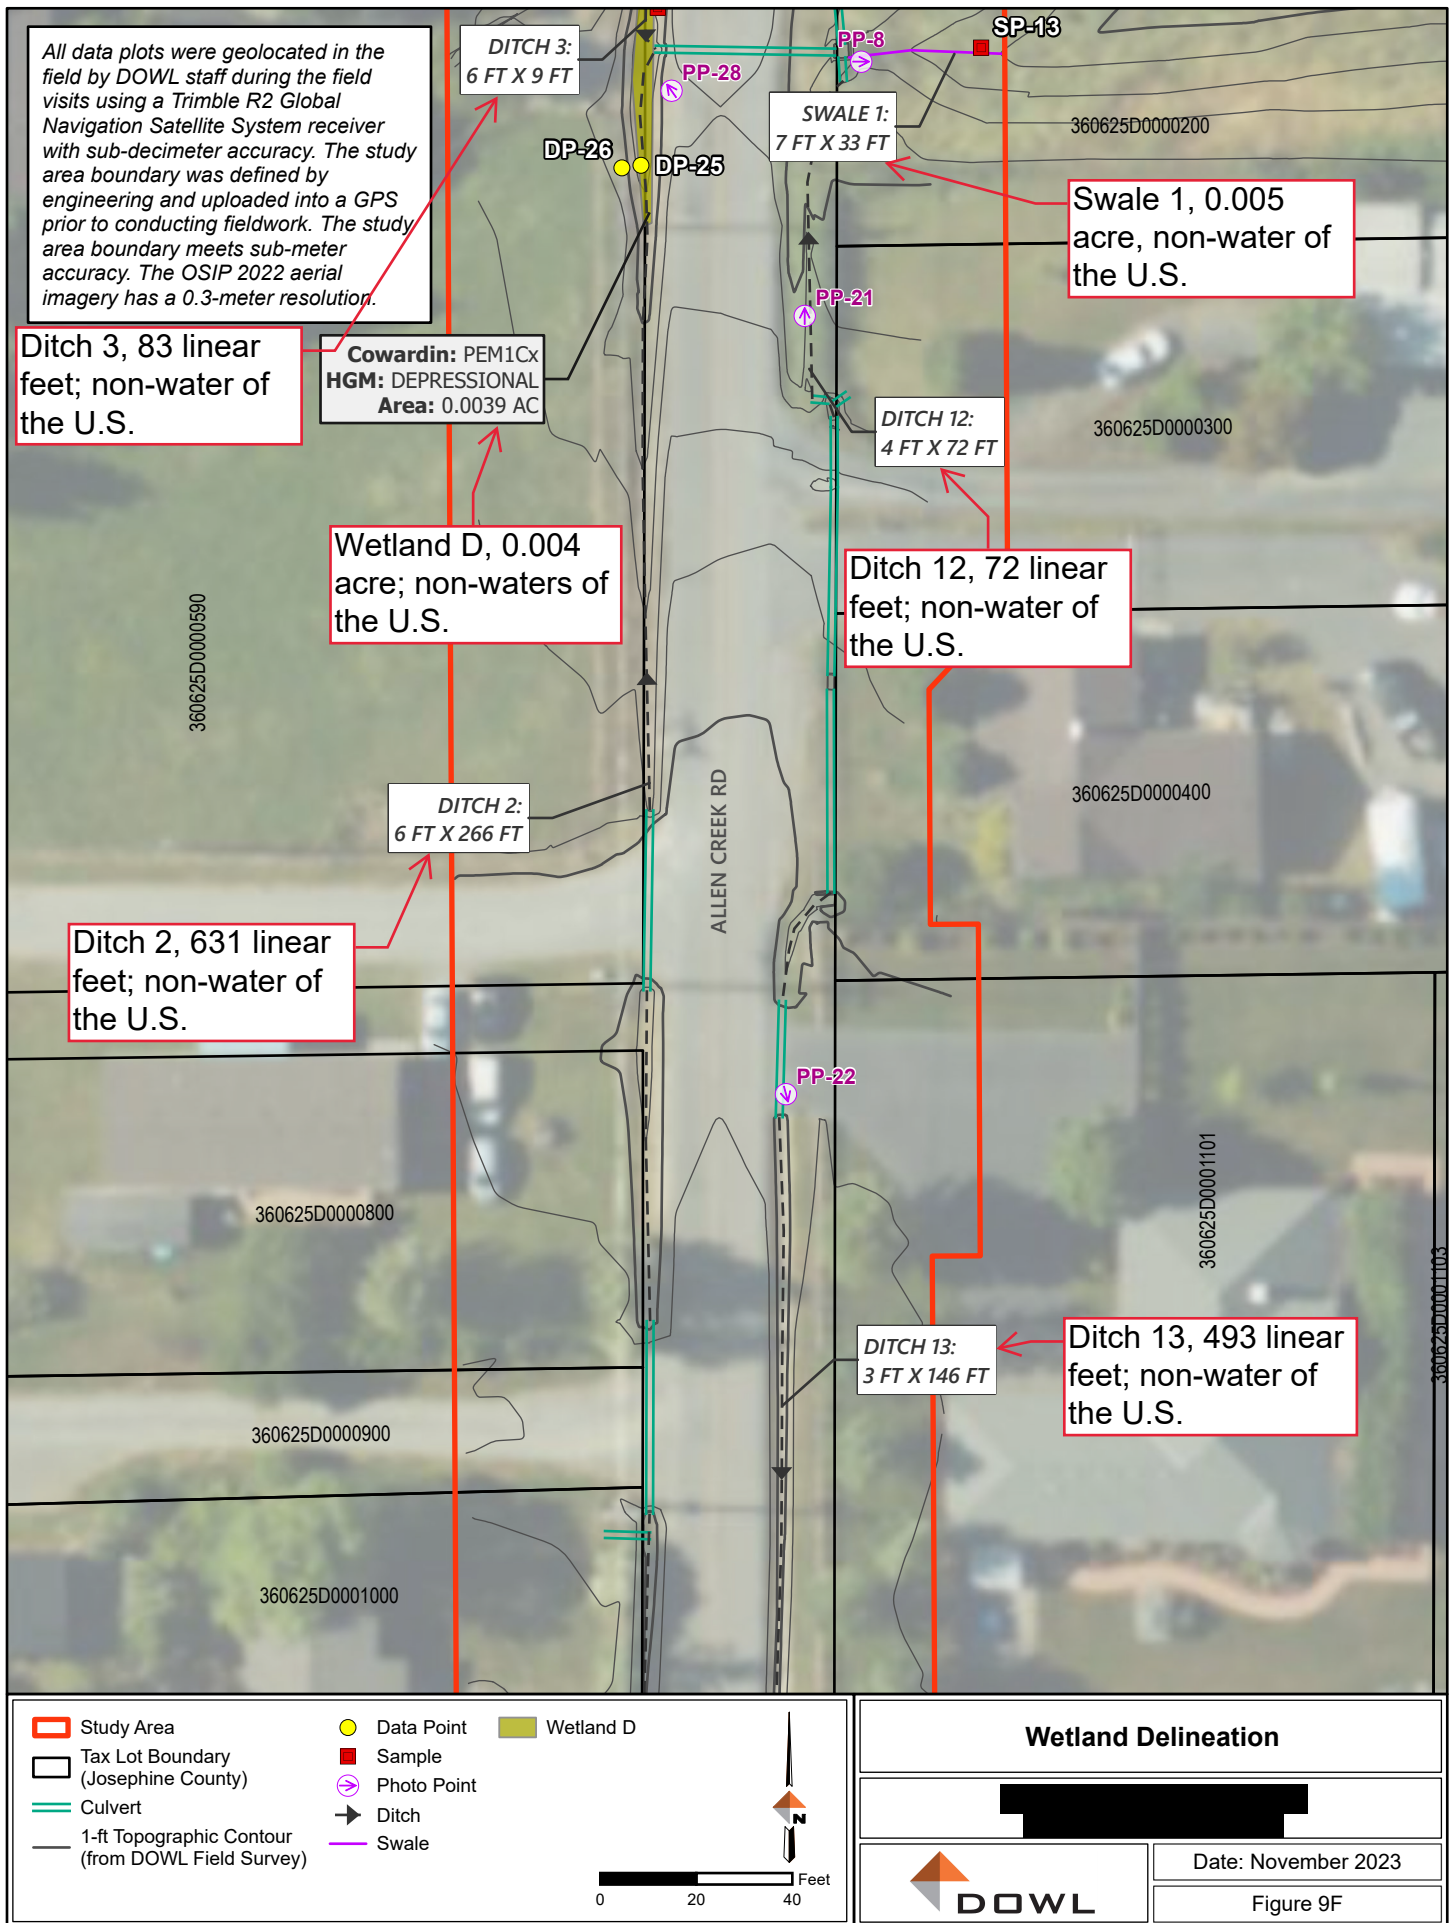 All data plots were geolocated in the
field by DOWL staff during the field
visits using a Trimble R2 Global
Navigation Satellite System receiver
with sub-decimeter accuracy. The study
area boundary was defined by
engineering and uploaded into a GPS
prior to conducting fieldwork. The study
area boundary meets sub-meter
accuracy. The OSIP 2022 aerial
imagery has a 0.3-meter resolution.
DITCH 3:
6 FT X 9 FT
PP-28
PP-8
SP-13
SWALE 1:
7 FT X 33 FT
360625D0000200
DP-26
DP-25
Swale 1, 0.005
acre, non-water of
the U.S.
PP-21
Ditch 3, 83 linear
feet; non-water of
the U.S.
Cowardin: PEM1Cx
HGM: DEPRESSIONAL
Area: 0.0039 AC
DITCH 12:
4 FT X 72 FT
360625D0000300
Wetland D, 0.004
acre; non-waters of
the U.S.
Ditch 12, 72 linear
feet; non-water of
the U.S.
360625D0000590
DITCH 2:
6 FT X 266 FT
ALLEN CREEK RD
360625D0000400
Ditch 2, 631 linear
feet; non-water of
the U.S.
PP-22
360625D0000800
360625D0001101
360625D0001103
DITCH 13:
3 FT X 146 FT
Ditch 13, 493 linear
feet; non-water of
the U.S.
360625D0000900
360625D0001000
Study Area
Tax Lot Boundary
(Josephine County)
Culvert
1-ft Topographic Contour
(from DOWL Field Survey)
Data Point
Sample
Photo Point
Ditch
Swale
Wetland D
N
Feet
0 20 40
Wetland Delineation
DOWL
Date: November 2023
Figure 9F